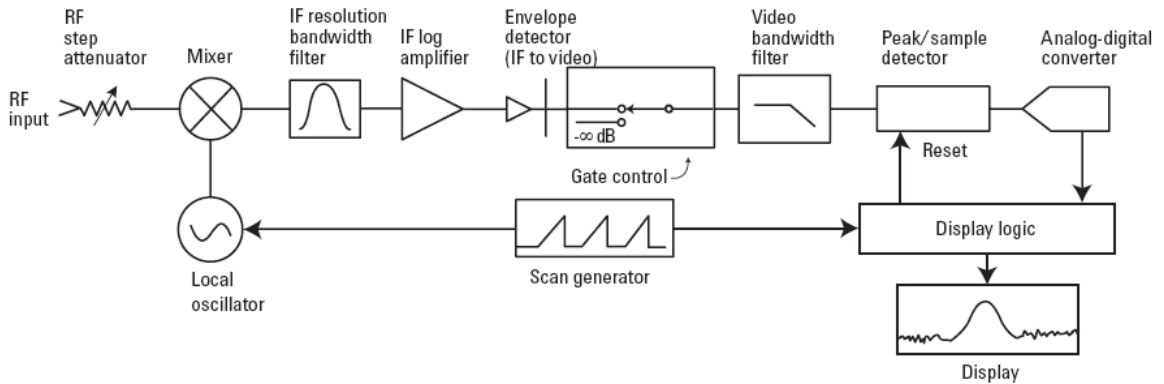 RF
step
attenuator
Mixer
IF resolution
bandwidth
filter
IF log
amplifier
Envelope
detector
(IF to video)
Video
bandwidth
filter
Peak/sample
detector
Analog-digital
converter
RF
input
-∞ dB
Gate control
Reset
Local
oscillator
Scan generator
Display logic
Display